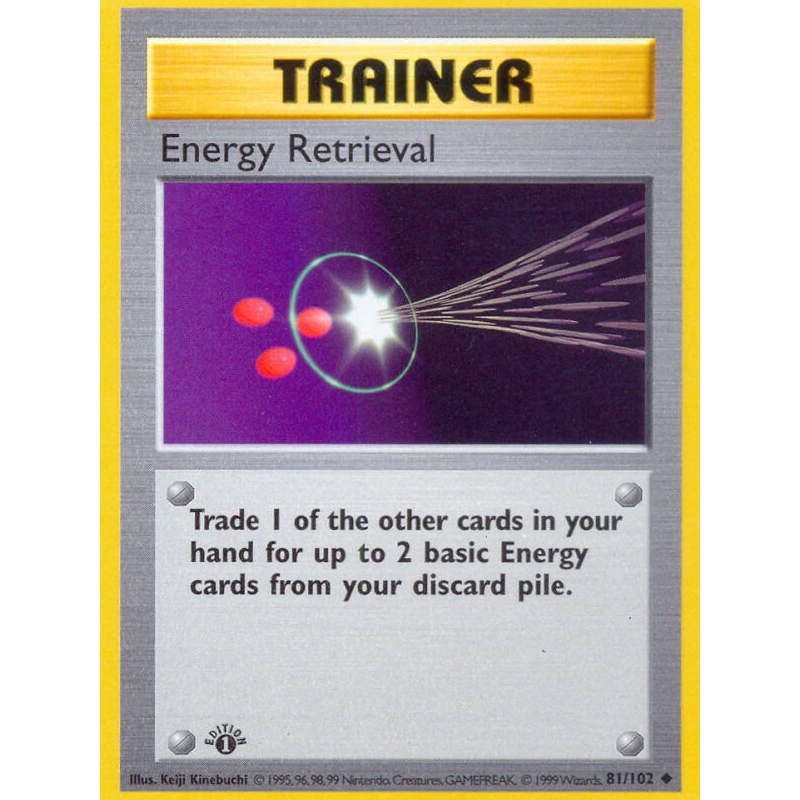 TRAINER
Energy Retrieval
Trade 1 of the other cards in your
hand for up to 2 basic Energy
cards from your discard pile.
EDITION
1
Illus. Keiji Kinebuchi © 1995, 96, 98, 99 Nintendo, Creatures, GAMEFREAK. © 1999 Wizards. 81/102 ◆